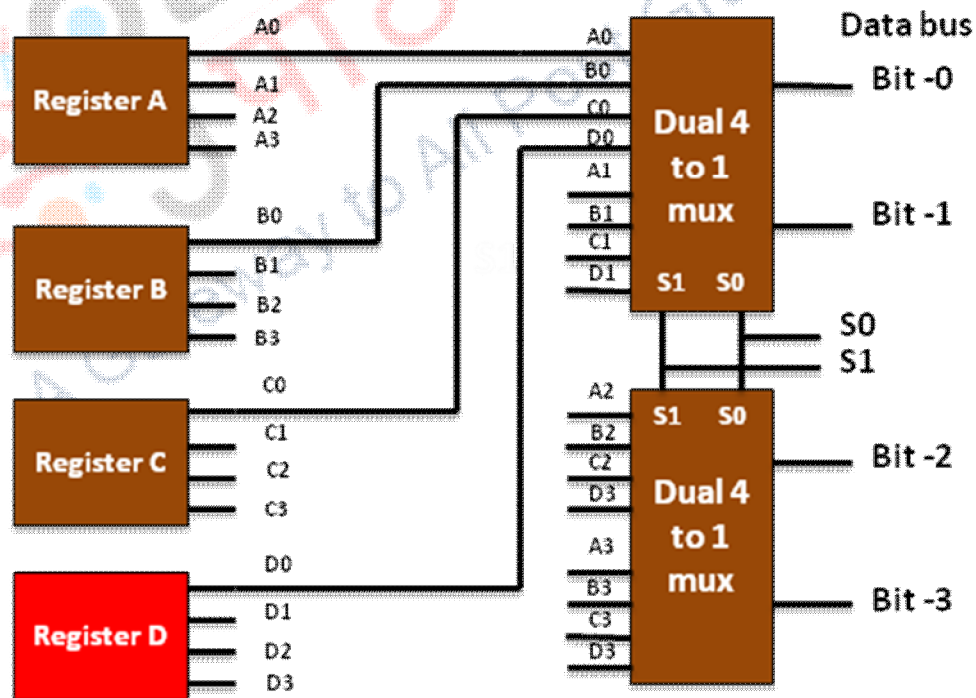 Register A
A0
A1
A2
A3
Register B
B0
B1
B2
B3
Register C
C0
C1
C2
C3
Register D
D0
D1
D2
D3
A0
B0
C0
D0
A1
B1
C1
D1
Dual 4
to 1
mux
S1 S0
A2
B2
C2
D3
A3
B3
C3
D3
S1 S0
Dual 4
to 1
mux
Data bus
Bit -0
Bit -1
S0
S1
Bit -2
Bit -3